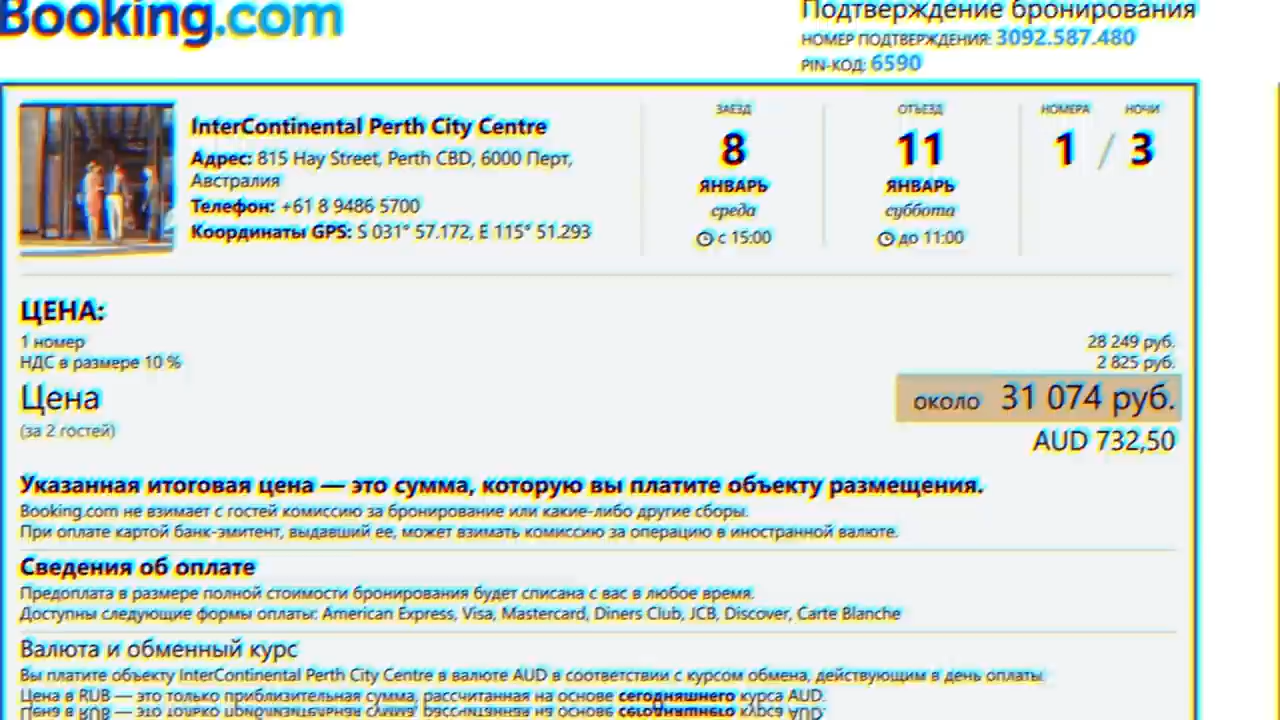 Booking.com
Подтверждение бронирования
НОМЕР ПОДТВЕРЖДЕНИЯ: 3092.587.480
PIN-КОД: 6590
InterContinental Perth City Centre
Адрес: 815 Hay Street, Perth CBD, 6000 Перт,
Австралия
Телефон: +61 8 9486 5700
Координаты GPS: S 031° 57.172, E 115° 51.293
ЗАЕЗД
8
ЯНВАРЬ
среда
с 15:00
ОТЪЕЗД
11
ЯНВАРЬ
суббота
до 11:00
НОМЕРА НОЧИ
1 / 3
ЦЕНА:
1 номер 28 249 руб.
НДС в размере 10 % 2 825 руб.
Цена около 31 074 руб.
(за 2 гостей) AUD 732,50
Указанная итоговая цена — это сумма, которую вы платите объекту размещения.
Booking.com не взимает с гостей комиссию за бронирование или какие-либо другие сборы.
При оплате картой банк-эмитент, выдавший ее, может взимать комиссию за операцию в иностранной валюте.
Сведения об оплате
Предоплата в размере полной стоимости бронирования будет списана с вас в любое время.
Доступны следующие формы оплаты: American Express, Visa, Mastercard, Diners Club, JCB, Discover, Carte Blanche
Валюта и обменный курс
Вы платите объекту InterContinental Perth City Centre в валюте AUD в соответствии с курсом обмена, действующим в день оплаты.
Цена в RUB — это только приблизительная сумма, рассчитанная на основе сегодняшнего курса AUD.